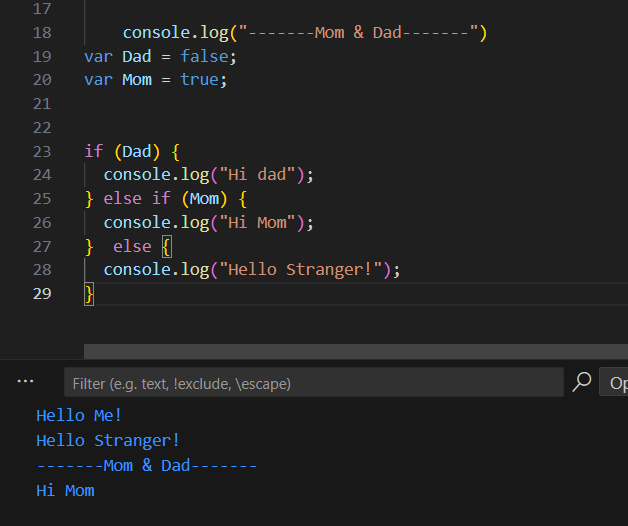 17
18 console.log("-------Mom & Dad-------")
19 var Dad = false;
20 var Mom = true;
21
22
23 if (Dad) {
24 console.log("Hi dad");
25 } else if (Mom) {
26 console.log("Hi Mom");
27 } else {
28 console.log("Hello Stranger!");
29 }
... Filter (e.g. text, !exclude, \escape) Op
Hello Me!
Hello Stranger!
-------Mom & Dad-------
Hi Mom